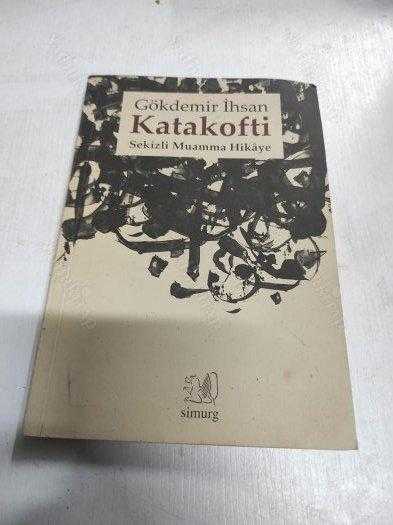 Gökdemir İhsan
Katakofti
Sekizli Muamma Hikâye
simurg